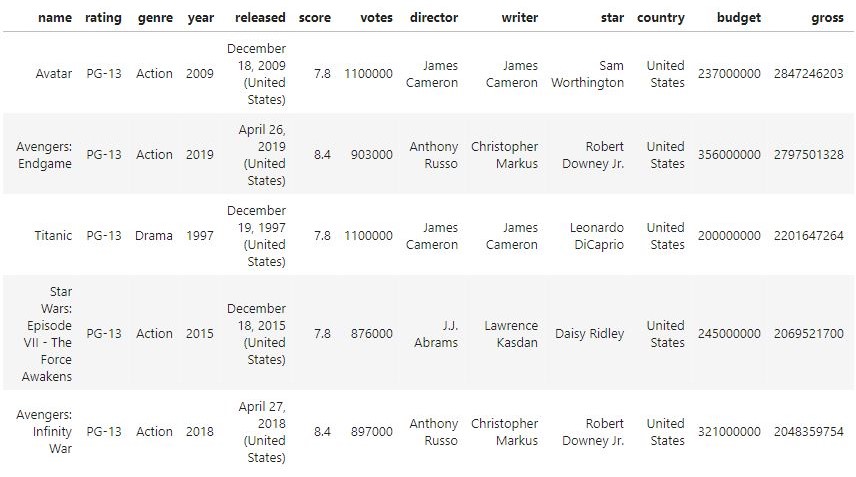 name rating genre year released score votes director writer star country budget gross
Avatar PG-13 Action 2009 December 18, 2009 (United States) 7.8 1100000 James Cameron James Cameron Sam Worthington United States 237000000 2847246203
Avengers: Endgame PG-13 Action 2019 April 26, 2019 (United States) 8.4 903000 Anthony Russo Christopher Markus Robert Downey Jr. United States 356000000 2797501328
Titanic PG-13 Drama 1997 December 19, 1997 (United States) 7.8 1100000 James Cameron James Cameron Leonardo DiCaprio United States 200000000 2201647264
Star Wars: Episode VII - The Force Awakens PG-13 Action 2015 December 18, 2015 (United States) 7.8 876000 J.J. Abrams Lawrence Kasdan Daisy Ridley United States 245000000 2069521700
Avengers: Infinity War PG-13 Action 2018 April 27, 2018 (United States) 8.4 897000 Anthony Russo Christopher Markus Robert Downey Jr. United States 321000000 2048359754